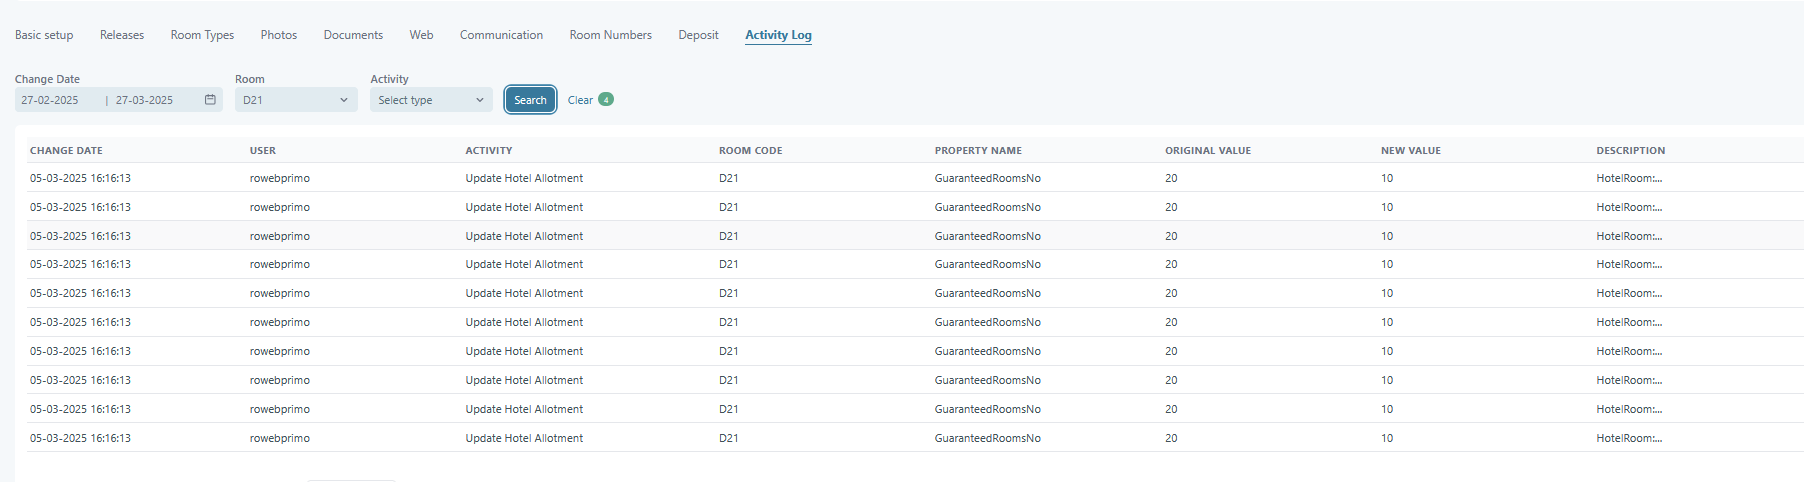 Basic setup Releases Room Types Photos Documents Web Communication Room Numbers Deposit Activity Log
Change Date Room Activity
27-02-2025 | 27-03-2025 D21 Select type Search Clear 4
CHANGE DATE USER ACTIVITY ROOM CODE PROPERTY NAME ORIGINAL VALUE NEW VALUE DESCRIPTION
05-03-2025 16:16:13 rowebprimo Update Hotel Allotment D21 GuaranteedRoomsNo 20 10 HotelRoom:...
05-03-2025 16:16:13 rowebprimo Update Hotel Allotment D21 GuaranteedRoomsNo 20 10 HotelRoom:...
05-03-2025 16:16:13 rowebprimo Update Hotel Allotment D21 GuaranteedRoomsNo 20 10 HotelRoom:...
05-03-2025 16:16:13 rowebprimo Update Hotel Allotment D21 GuaranteedRoomsNo 20 10 HotelRoom:...
05-03-2025 16:16:13 rowebprimo Update Hotel Allotment D21 GuaranteedRoomsNo 20 10 HotelRoom:...
05-03-2025 16:16:13 rowebprimo Update Hotel Allotment D21 GuaranteedRoomsNo 20 10 HotelRoom:...
05-03-2025 16:16:13 rowebprimo Update Hotel Allotment D21 GuaranteedRoomsNo 20 10 HotelRoom:...
05-03-2025 16:16:13 rowebprimo Update Hotel Allotment D21 GuaranteedRoomsNo 20 10 HotelRoom:...
05-03-2025 16:16:13 rowebprimo Update Hotel Allotment D21 GuaranteedRoomsNo 20 10 HotelRoom:...
05-03-2025 16:16:13 rowebprimo Update Hotel Allotment D21 GuaranteedRoomsNo 20 10 HotelRoom:...